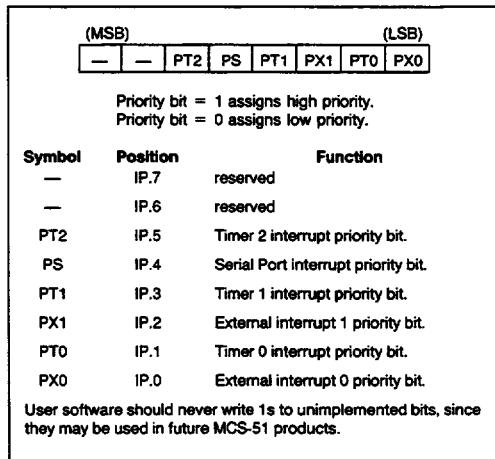 (MSB) (LSB)
— — PT2 PS PT1 PX1 PT0 PX0
Priority bit = 1 assigns high priority.
Priority bit = 0 assigns low priority.
Symbol Position Function
— IP.7 reserved
— IP.6 reserved
PT2 IP.5 Timer 2 interrupt priority bit.
PS IP.4 Serial Port interrupt priority bit.
PT1 IP.3 Timer 1 interrupt priority bit.
PX1 IP.2 External interrupt 1 priority bit.
PT0 IP.1 Timer 0 interrupt priority bit.
PX0 IP.0 External interrupt 0 priority bit.
User software should never write 1s to unimplemented bits, since
they may be used in future MCS-51 products.